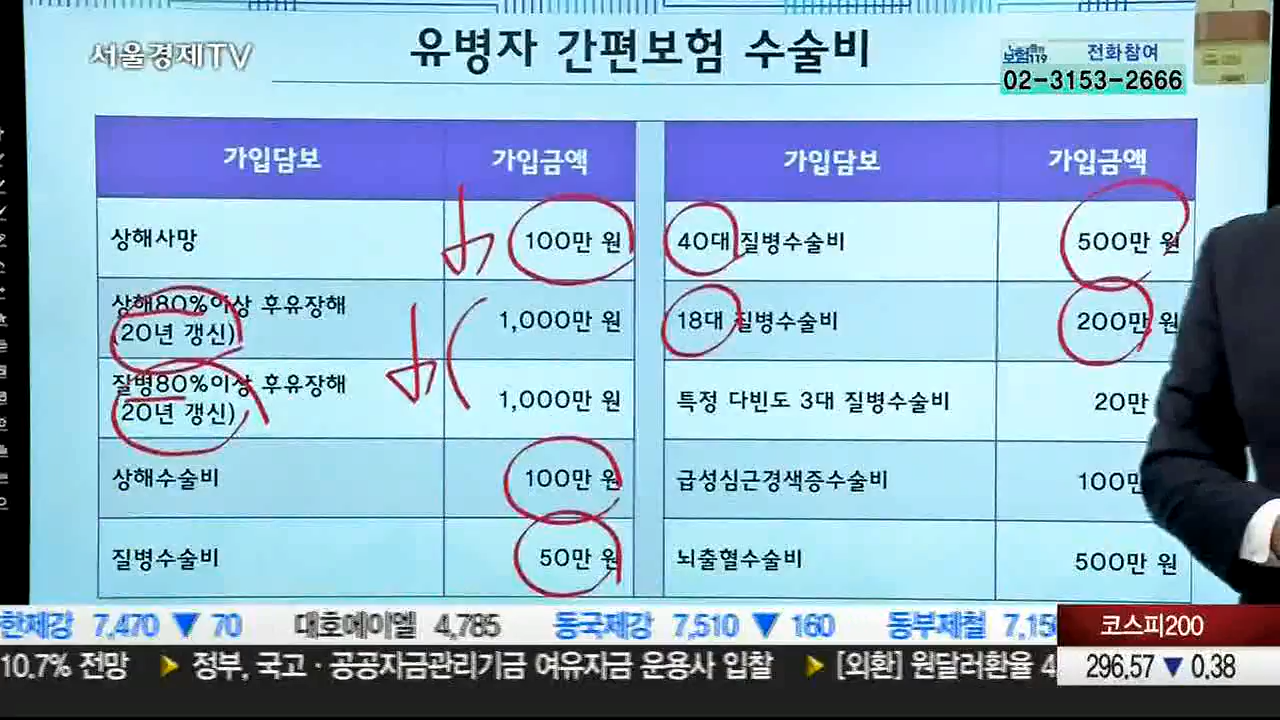 서울경제TV
유병자 간편보험 수술비
보험119
전화참여
02-3153-2666
가입담보 가입금액
상해사망 100만 원
상해80%이상 후유장해
(20년 갱신)
1,000만 원
질병80%이상 후유장해
(20년 갱신)
1,000만 원
상해수술비 100만 원
질병수술비 50만 원
가입담보 가입금액
40대 질병수술비 500만 원
18대 질병수술비 200만 원
특정 다빈도 3대 질병수술비 20만
급성심근경색증수술비 100만
뇌출혈수술비 500만 원
한제강 7,470 ▼ 70 대호에이엘 4,785 동국제강 7,510 ▼ 160 동부제철 7,15
코스피200
10.7% 전망 ▶ 정부, 국고·공공자금관리기금 여유자금 운용사 입찰 ▶ [외환] 원달러환율 4
296.57 ▼ 0.38